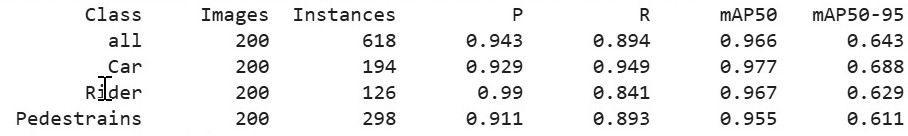 Class Images Instances P R mAP50 mAP50-95
all 200 618 0.943 0.894 0.966 0.643
Car 200 194 0.929 0.949 0.977 0.688
Rider 200 126 0.99 0.841 0.967 0.629
Pedestrains 200 298 0.911 0.893 0.955 0.611